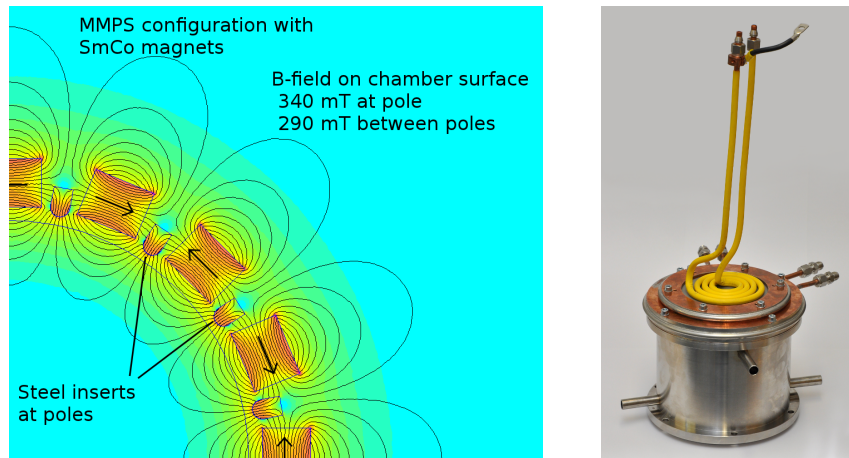 MMPS configuration with
SmCo magnets
B-field on chamber surface
340 mT at pole
290 mT between poles
Steel inserts
at poles